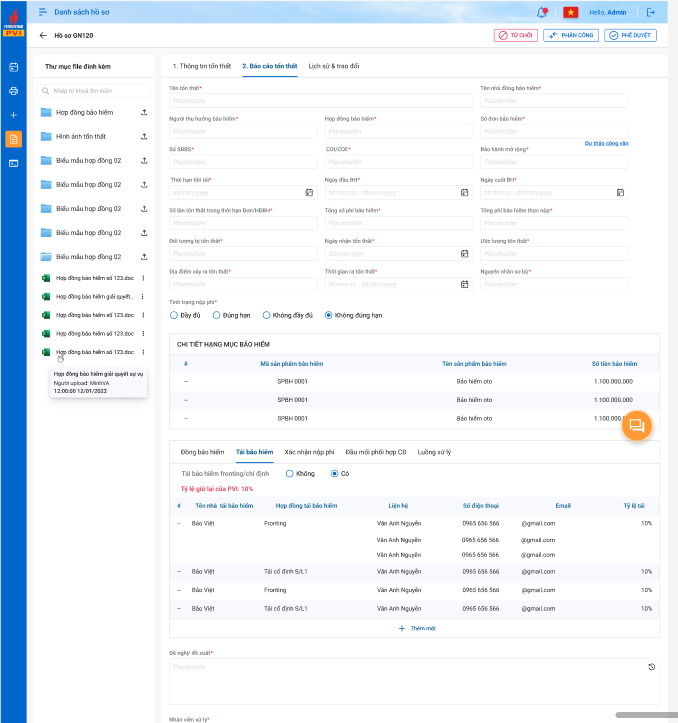 PETROVIETNAM
PVI
Danh sách hồ sơ
Hello, Admin
Hồ sơ GN120
TỪ CHỐI
PHÂN CÔNG
PHÊ DUYỆT
Thư mục file đính kèm
Nhập từ khoá tìm kiếm
Hợp đồng bảo hiểm
Hình ảnh tổn thất
Biểu mẫu hợp đồng 02
Biểu mẫu hợp đồng 02
Biểu mẫu hợp đồng 02
Biểu mẫu hợp đồng 02
Biểu mẫu hợp đồng 02
Hợp đồng bảo hiểm số 123.doc
Hợp đồng bảo hiểm giải quyết..
Hợp đồng bảo hiểm số 123.doc
Hợp đồng bảo hiểm số 123.doc
Hợp đồng bảo hiểm số 123.doc
Hợp đồng bảo hiểm giải quyết sự vụ
Người upload: MinhVA
12:00:00 12/01/2022
1. Thông tin tổn thất 2. Báo cáo tổn thất Lịch sử & trao đổi
Tên tổn thất* Tên nhà đồng bảo hiểm*
Placeholder Placeholder
Người thụ hưởng bảo hiểm* Hợp đồng bảo hiểm* Số đơn bảo hiểm*
Placeholder Placeholder Placeholder
Dự thảo công văn
Số SĐBS* COI/COE* Bảo hành mở rộng*
Placeholder Placeholder Placeholder
Thời hạn hồi tố* Ngày đầu BH* Ngày cuối BH*
dd/mm/yyyy hh:mm:ss - dd/mm/yyyy hh:mm:ss - dd/mm/yyyy
Số lần tổn thất trong thời hạn Đơn/HĐBH* Tổng số phí bảo hiểm* Tổng phí bảo hiểm thực nộp*
Placeholder Placeholder Placeholder
Đối tượng bị tổn thất* Ngày nhận tổn thất* Ước lượng tổn thất*
Placeholder dd/mm/yyyy Placeholder
Địa điểm xảy ra tổn thất* Thời gian ra tổn thất* Nguyên nhân sơ bộ*
Placeholder hh:mm:ss - dd/mm/yyyy Placeholder
Tình trạng nộp phí*
Đầy đủ Đúng hạn Không đầy đủ Không đúng hạn
CHI TIẾT HẠNG MỤC BẢO HIỂM
# Mã sản phẩm bảo hiểm Tên sản phẩm bảo hiểm Số tiền bảo hiểm
– SPBH 0001 Bảo hiểm oto 1.100.000.000
– SPBH 0001 Bảo hiểm oto 1.100.000.000
– SPBH 0001 Bảo hiểm oto 1.100.000.000
Đồng bảo hiểm Tái bảo hiểm Xác nhận nộp phí Đầu mối phối hợp CĐ Luồng xử lý
Tái bảo hiểm fronting/chỉ định Không Có
Tỷ lệ giữ lại của PVI: 10%
# Tên nhà tái bảo hiểm Hợp đồng tái bảo hiểm Liên hệ Số điện thoại Email Tỷ lệ tái
– Bảo Việt Fronting Vân Anh Nguyễn 0965 656 566 @gmail.com 10%
Vân Anh Nguyễn 0965 656 566 @gmail.com
Vân Anh Nguyễn 0965 656 566 @gmail.com
– Bảo Việt Tái cố định S/L1 Vân Anh Nguyễn 0965 656 566 @gmail.com 10%
– Bảo Việt Fronting Vân Anh Nguyễn 0965 656 566 @gmail.com 10%
– Bảo Việt Tái cố định S/L1 Vân Anh Nguyễn 0965 656 566 @gmail.com 10%
+ Thêm mới
Đề nghị/ đề xuất*
Placeholder
Nhân viên xử lý*